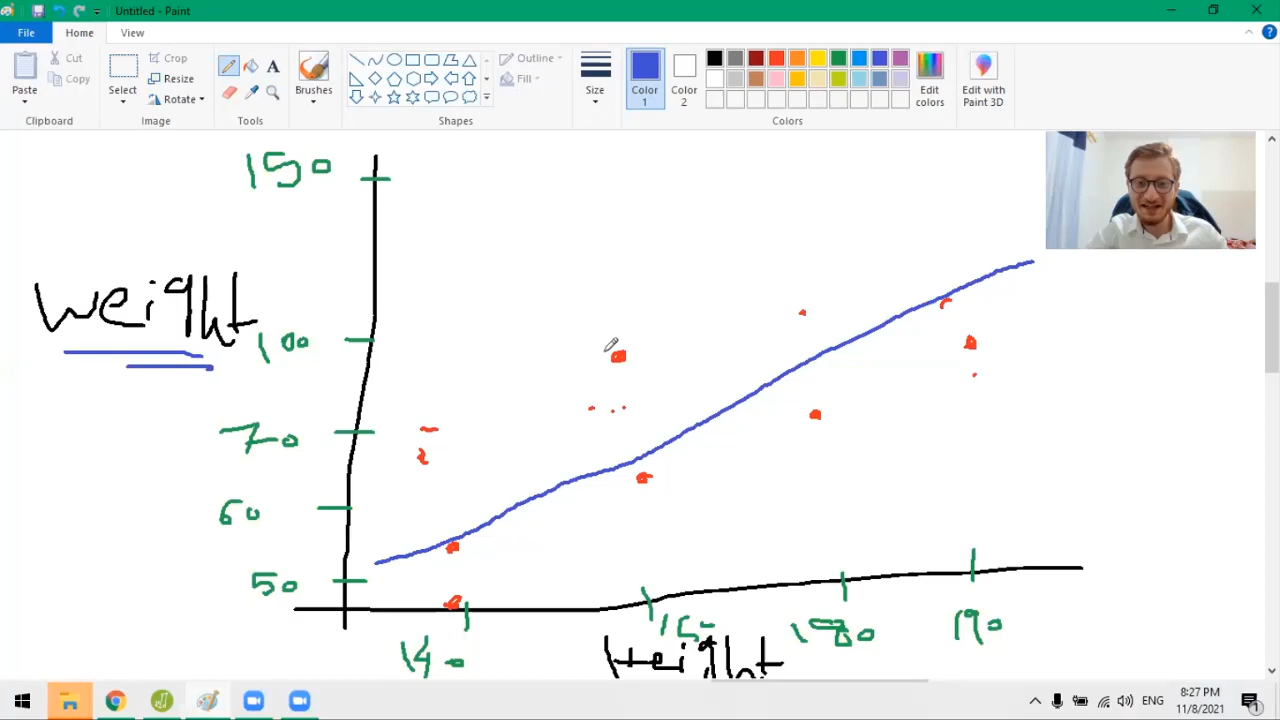 Untitled - Paint
File Home View
Paste
Cut
Copy
Clipboard
Select
Crop
Resize
Rotate
Image
Tools
Brushes
Shapes
Outline
Fill
Size
Color 1
Color 2
Colors
Edit colors
Edit with Paint 3D
150
weight
100
70
60
50
140
180
190
Height
ENG
8:27 PM
11/8/2021